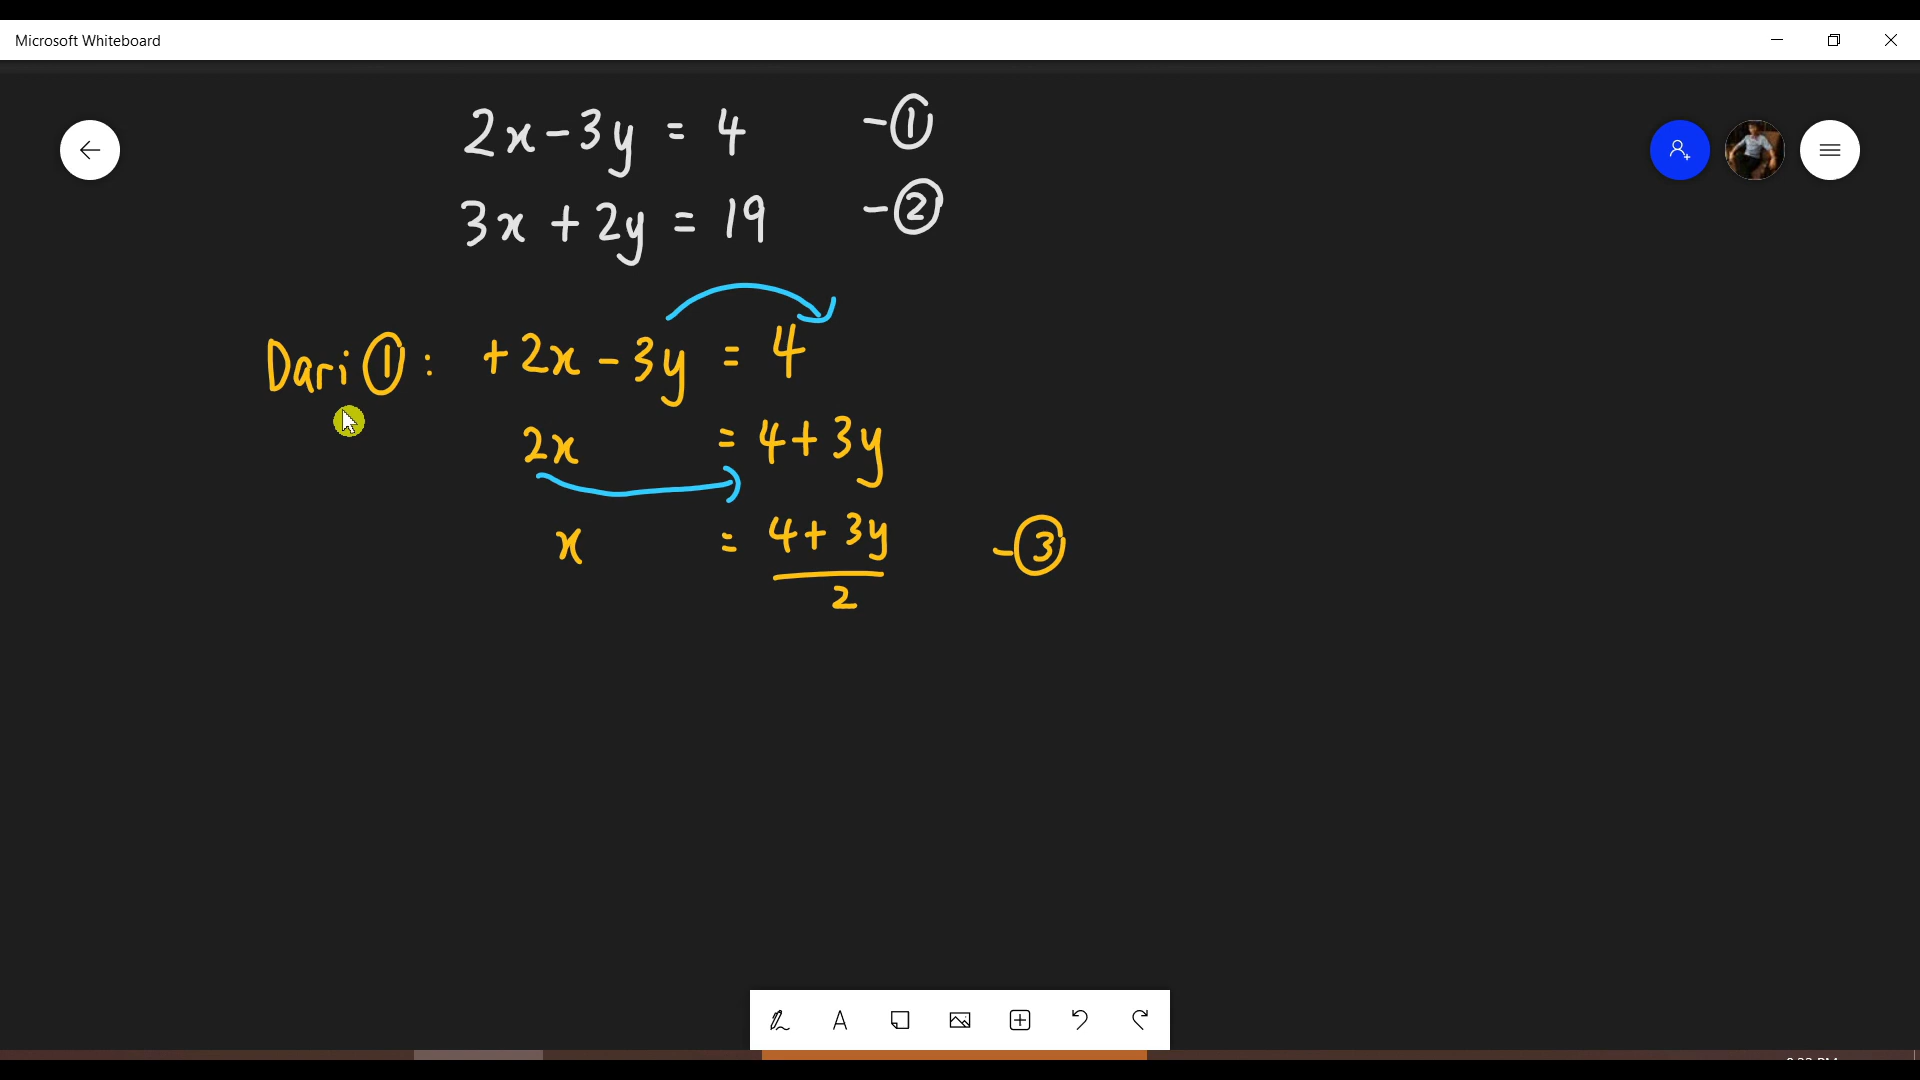 Microsoft Whiteboard
2x - 3y = 4 - ①
3x + 2y = 19 - ②
Dari ① : + 2x - 3y = 4
2x = 4 + 3y
x = 4 + 3y - ③
2
A